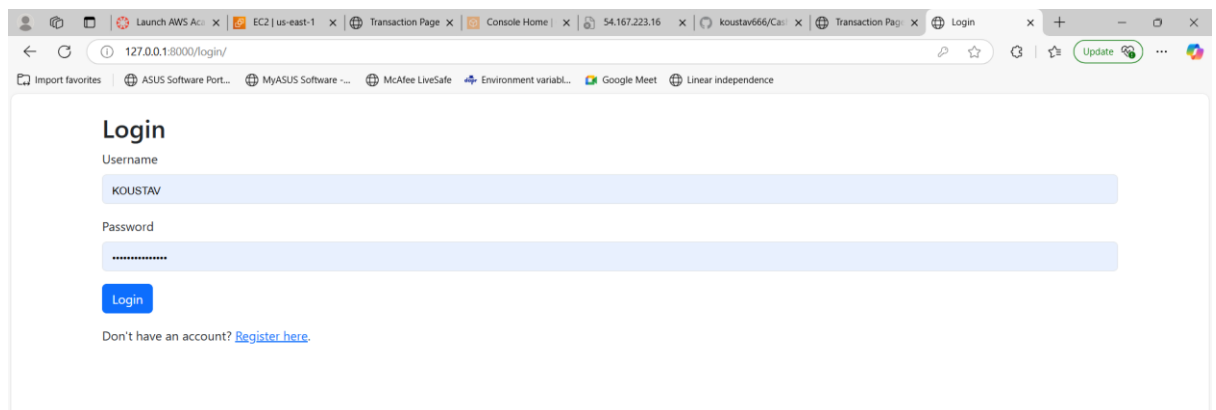 Launch AWS Aca
EC2 | us-east-1
Transaction Page
Console Home |
54.167.223.16
koustav666/Cas
Transaction Page
Login
127.0.0.1:8000/login/
Update
Import favorites
ASUS Software Port...
MyASUS Software -...
McAfee LiveSafe
Environment variabl...
Google Meet
Linear independence
Login
Username
KOUSTAV
Password
•••••••••••••••
Login
Don't have an account? Register here.